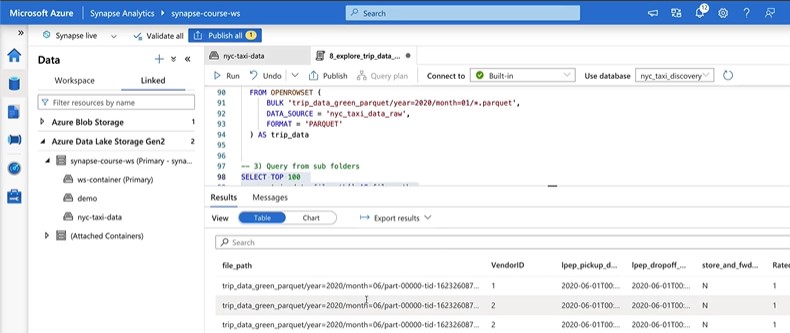 Microsoft Azure | Synapse Analytics > synapse-course-ws
Search
12
Synapse live
Validate all
Publish all 1
Data
Workspace
Linked
Filter resources by name
Azure Blob Storage 1
Azure Data Lake Storage Gen2 2
synapse-course-ws (Primary - syna...
ws-container (Primary)
demo
nyc-taxi-data
(Attached Containers)
nyc-taxi-data
8_explore_trip_data_...
Run Undo Publish Query plan Connect to Built-in Use database nyc_taxi_discovery
90 FROM OPENROWSET (
91 BULK 'trip_data_green_parquet/year=2020/month=01/*.parquet',
92 DATA_SOURCE = 'nyc_taxi_data_raw',
93 FORMAT = 'PARQUET'
94 ) AS trip_data
95
96
97 -- 3) Query from sub folders
98 SELECT TOP 100
Results Messages
View Table Chart Export results
Search
file_path VendorID lpep_pickup_d... lpep_dropoff_... store_and_fwd... Ratec
trip_data_green_parquet/year=2020/month=06/part-00000-tid-162326087... 1 2020-06-01T00:... 2020-06-01T00:... N 1
trip_data_green_parquet/year=2020/month=06/part-00000-tid-162326087... 2 2020-06-01T00:... 2020-06-01T00:... N 1
trip_data_green_parquet/year=2020/month=06/part-00000-tid-162326087... 2 2020-06-01T00:... 2020-06-01T00:... N 1